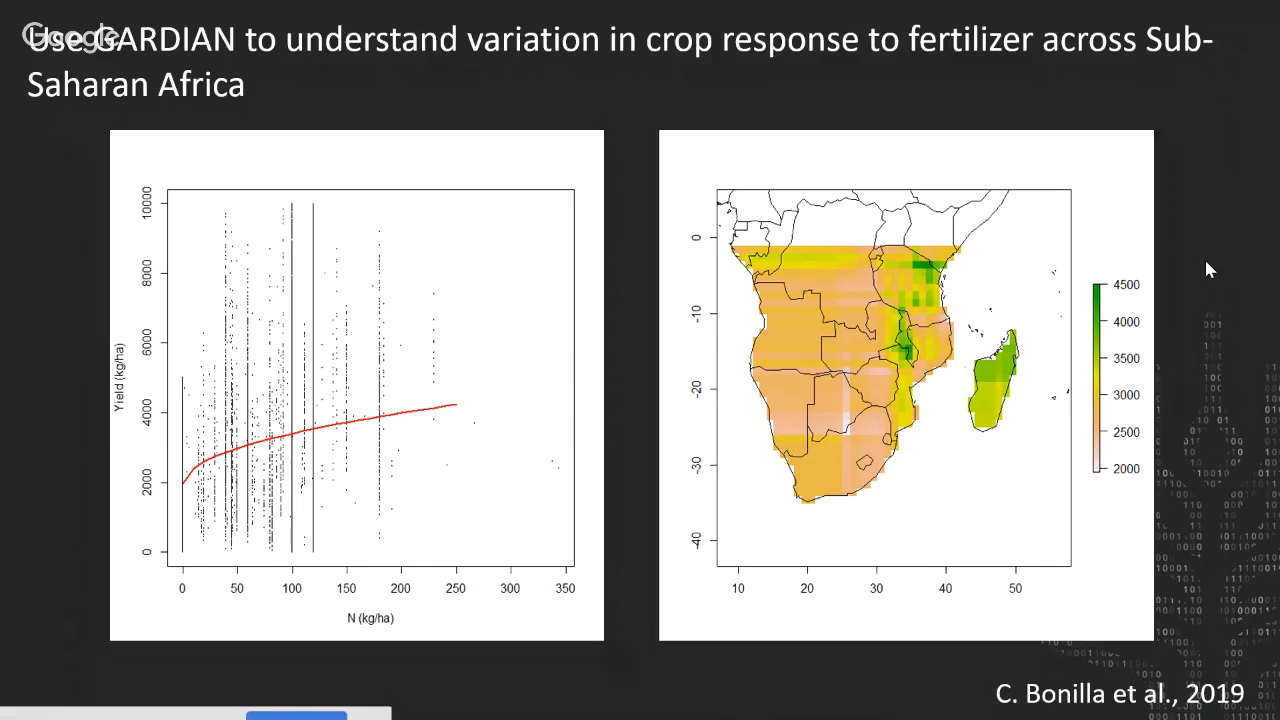 Google
Use GARDIAN to understand variation in crop response to fertilizer across Sub-
Saharan Africa
Yield (kg/ha)
10000
8000
6000
4000
2000
0
0 50 100 150 200 250 300 350
N (kg/ha)
0
-10
-20
-30
-40
10 20 30 40 50
4500
4000
3500
3000
2500
2000
C. Bonilla et al., 2019